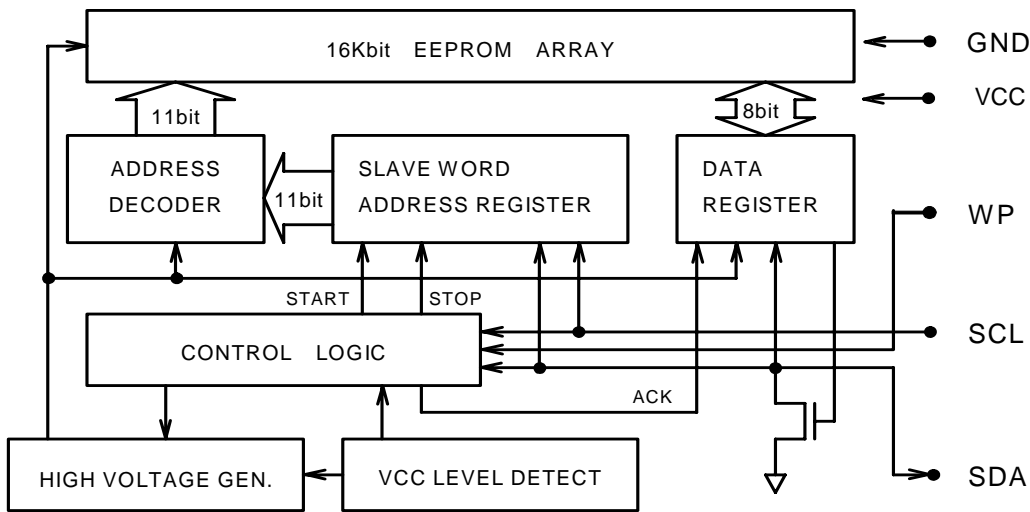 16Kbit EEPROM ARRAY
GND
VCC
11bit
8bit
ADDRESS
DECODER
11bit
SLAVE WORD
ADDRESS REGISTER
DATA
REGISTER
WP
START
STOP
CONTROL LOGIC
SCL
ACK
HIGH VOLTAGE GEN.
VCC LEVEL DETECT
SDA